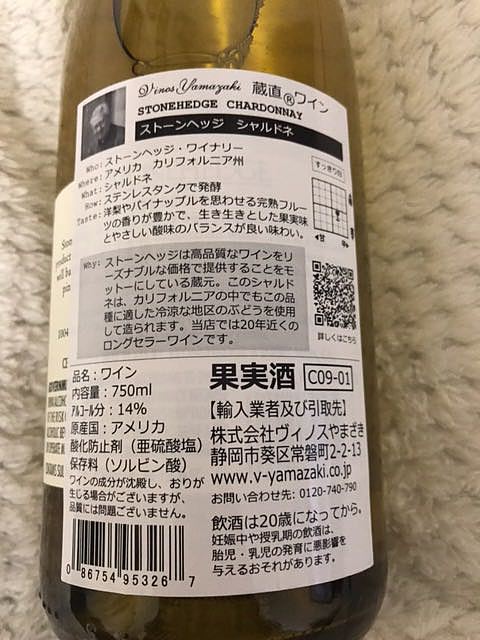 Vinos Yamazaki 蔵直®ワイン
STONEHEDGE CHARDONNAY
ストーンヘッジ シャルドネ
Who:ストーンヘッジ・ワイナリー
Where:アメリカ カリフォルニア州
What:シャルドネ
How:ステンレスタンクで発酵
Taste:洋梨やパイナップルを思わせる完熟フルー
ツの香りが豊かで、生き生きとした果実味
とやさしい酸味のバランスが良い味わい。
すっきり
Why:ストーンヘッジは高品質なワインをリ
ーズナブルな価格で提供することをモ
ットーにしている蔵元。このシャルド
ネは、カリフォルニアの中でもこの品
種に適した冷涼な地区のぶどうを使用
して造られます。当店では20年近くの
ロングセラーワインです。
詳しくはこちら
品名:ワイン
内容量:750ml
アルコール分:14%
原産国:アメリカ
酸化防止剤(亜硫酸塩)
保存料(ソルビン酸)
ワインの成分が沈殿し、おりが
生じる場合がございますが、
品質には問題ございません。
0 86754 95326 7
果実酒 C09-01
【輸入業者及び引取先】
株式会社ヴィノスやまざき
静岡市葵区常磐町2-2-13
www.v-yamazaki.co.jp
お問い合わせ先:0120-740-790
飲酒は20歳になってから。
妊娠中や授乳期の飲酒は、
胎児・乳児の発育に悪影響を
与えるおそれがあります。